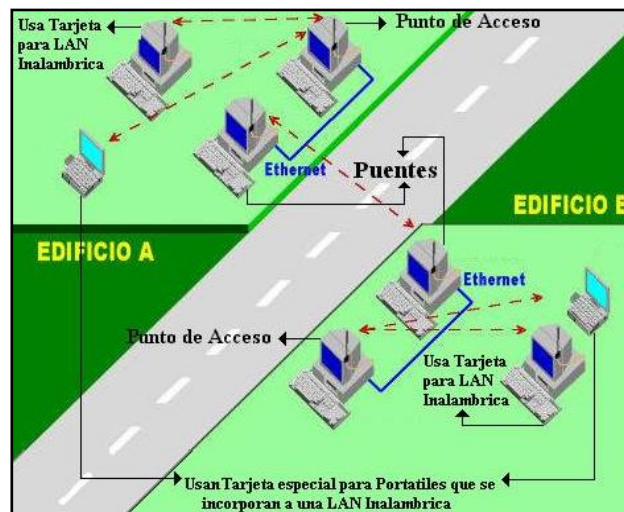 Usa Tarjeta
para LAN
Inalambrica
Punto de Acceso
Ethernet
Puentes
EDIFICIO A
EDIFICIO B
Ethernet
Punto de Acceso
Usa Tarjeta
para LAN
Inalambrica
Usan Tarjeta especial para Portatiles que se
incorporan a una LAN Inalambrica